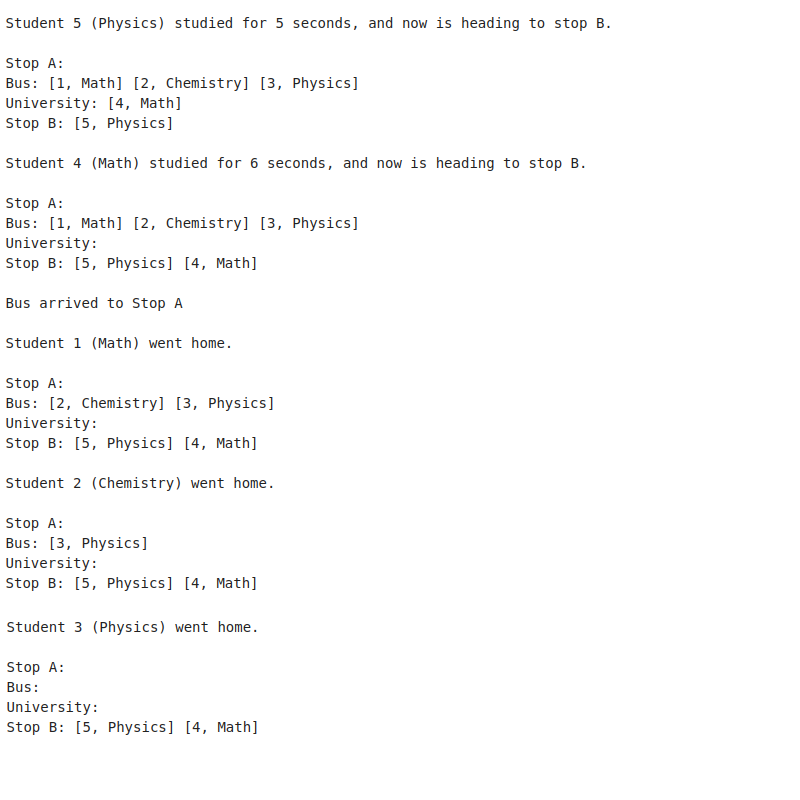 Student 5 (Physics) studied for 5 seconds, and now is heading to stop B.
Stop A:
Bus: [1, Math] [2, Chemistry] [3, Physics]
University: [4, Math]
Stop B: [5, Physics]
Student 4 (Math) studied for 6 seconds, and now is heading to stop B.
Stop A:
Bus: [1, Math] [2, Chemistry] [3, Physics]
University:
Stop B: [5, Physics] [4, Math]
Bus arrived to Stop A
Student 1 (Math) went home.
Stop A:
Bus: [2, Chemistry] [3, Physics]
University:
Stop B: [5, Physics] [4, Math]
Student 2 (Chemistry) went home.
Stop A:
Bus: [3, Physics]
University:
Stop B: [5, Physics] [4, Math]
Student 3 (Physics) went home.
Stop A:
Bus:
University:
Stop B: [5, Physics] [4, Math]